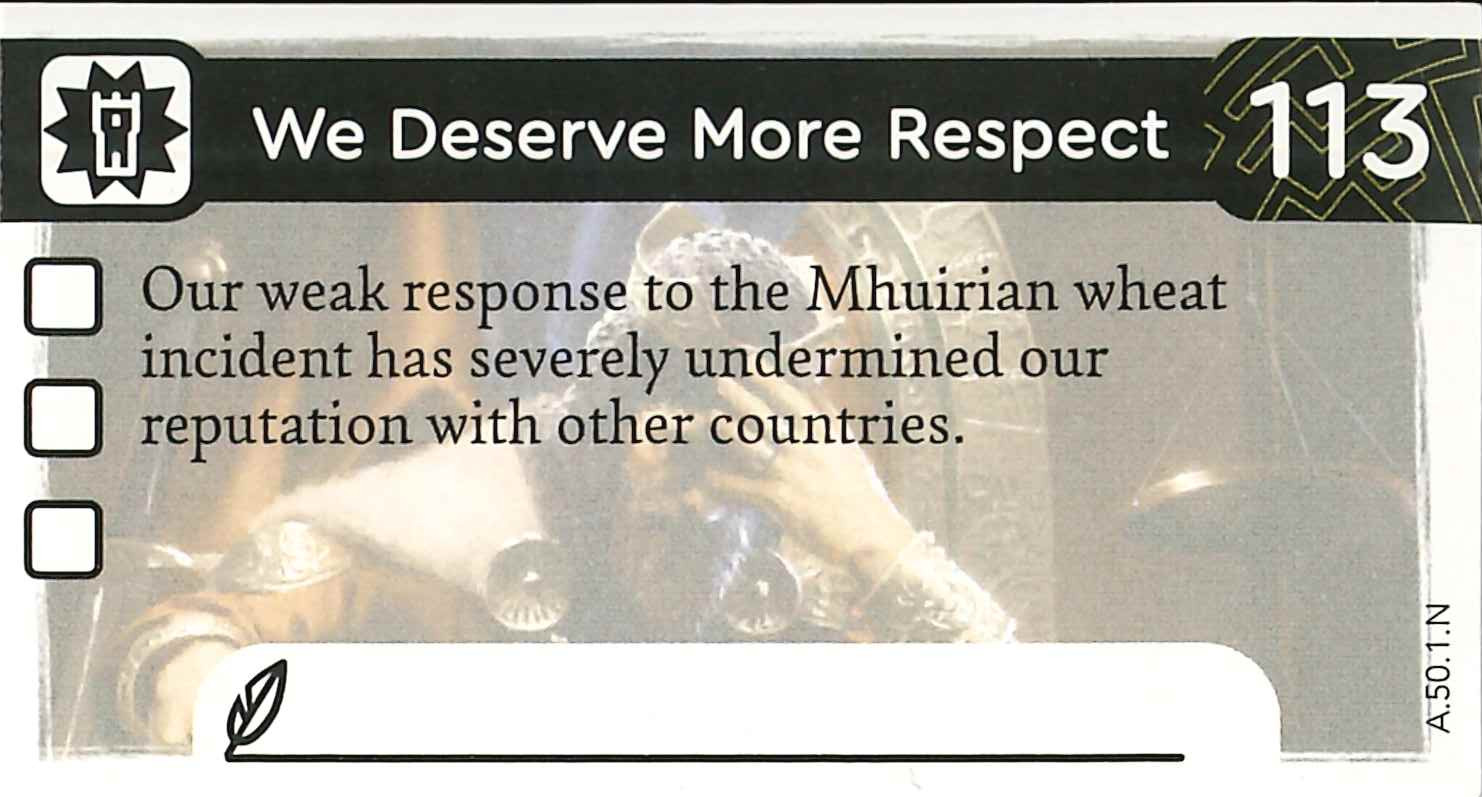 We Deserve More Respect
113
Our weak response to the Mhuirian wheat
incident has severely undermined our
reputation with other countries.
A.50.1.N